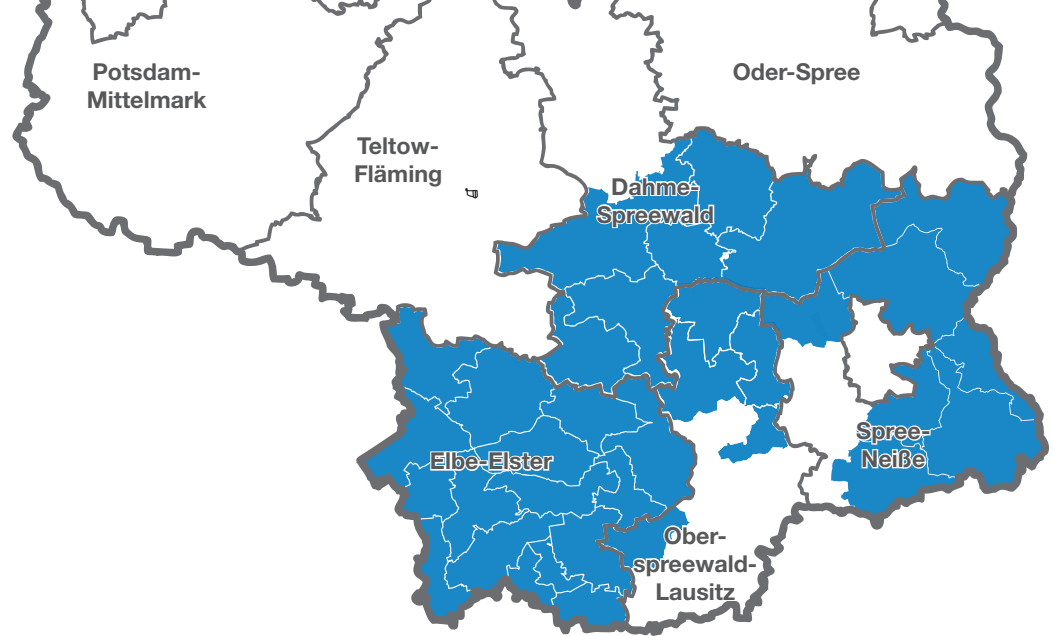 Potsdam-
Mittelmark
Oder-Spree
Teltow-
Fläming
Dahme-
Spreewald
Elbe-Elster
Spree-
Neiße
Ober-
spreewald-
Lausitz